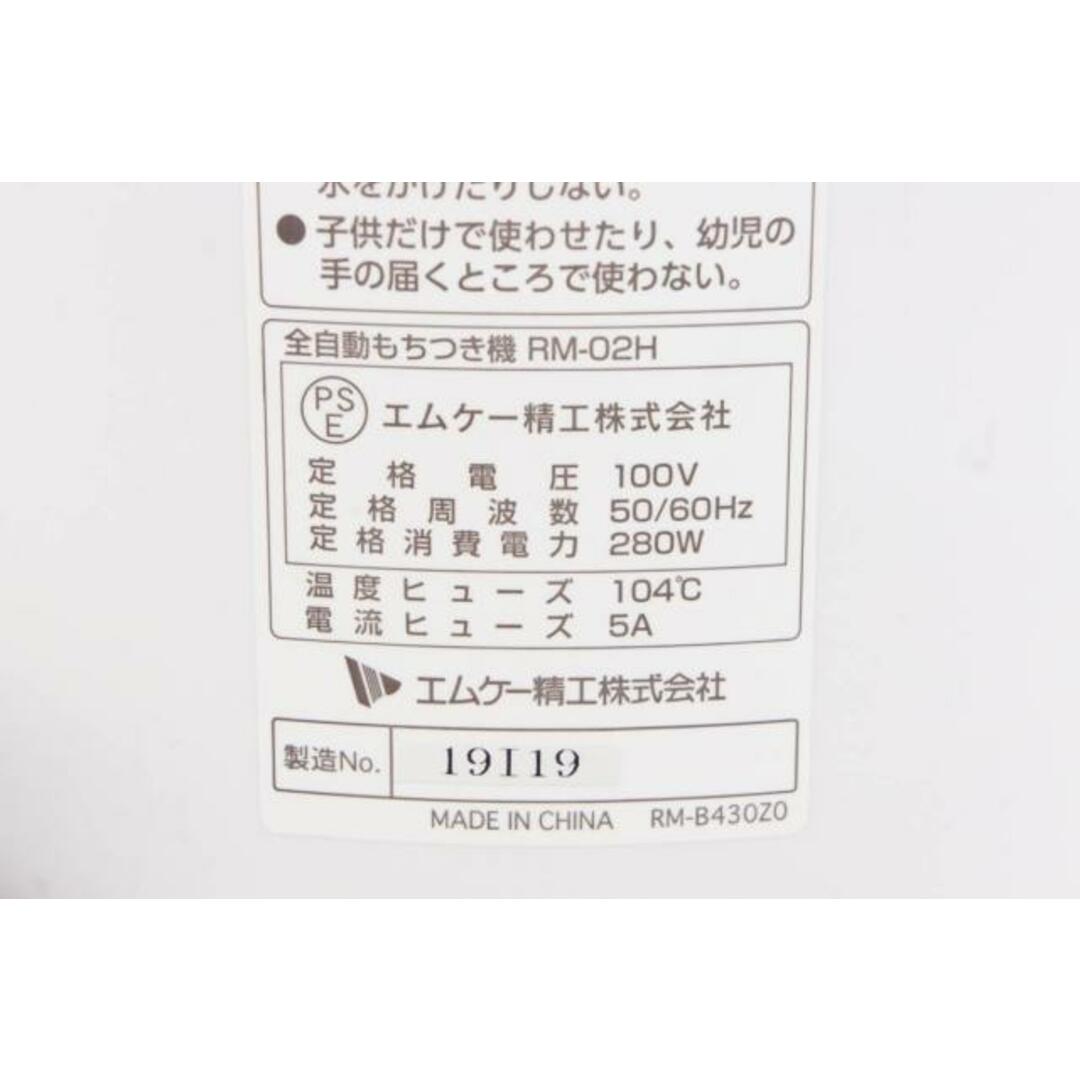 水をかけたりしない。
●子供だけで使わせたり、幼児の
手の届くところで使わない。
全自動もちつき機 RM-02H
PS
E
エムケー精工株式会社
定格電圧 100V
定格周波数 50/60Hz
定格消費電力 280W
温度ヒューズ 104℃
電流ヒューズ 5A
エムケー精工株式会社
製造No. 19I19
MADE IN CHINA RM-B430Z0